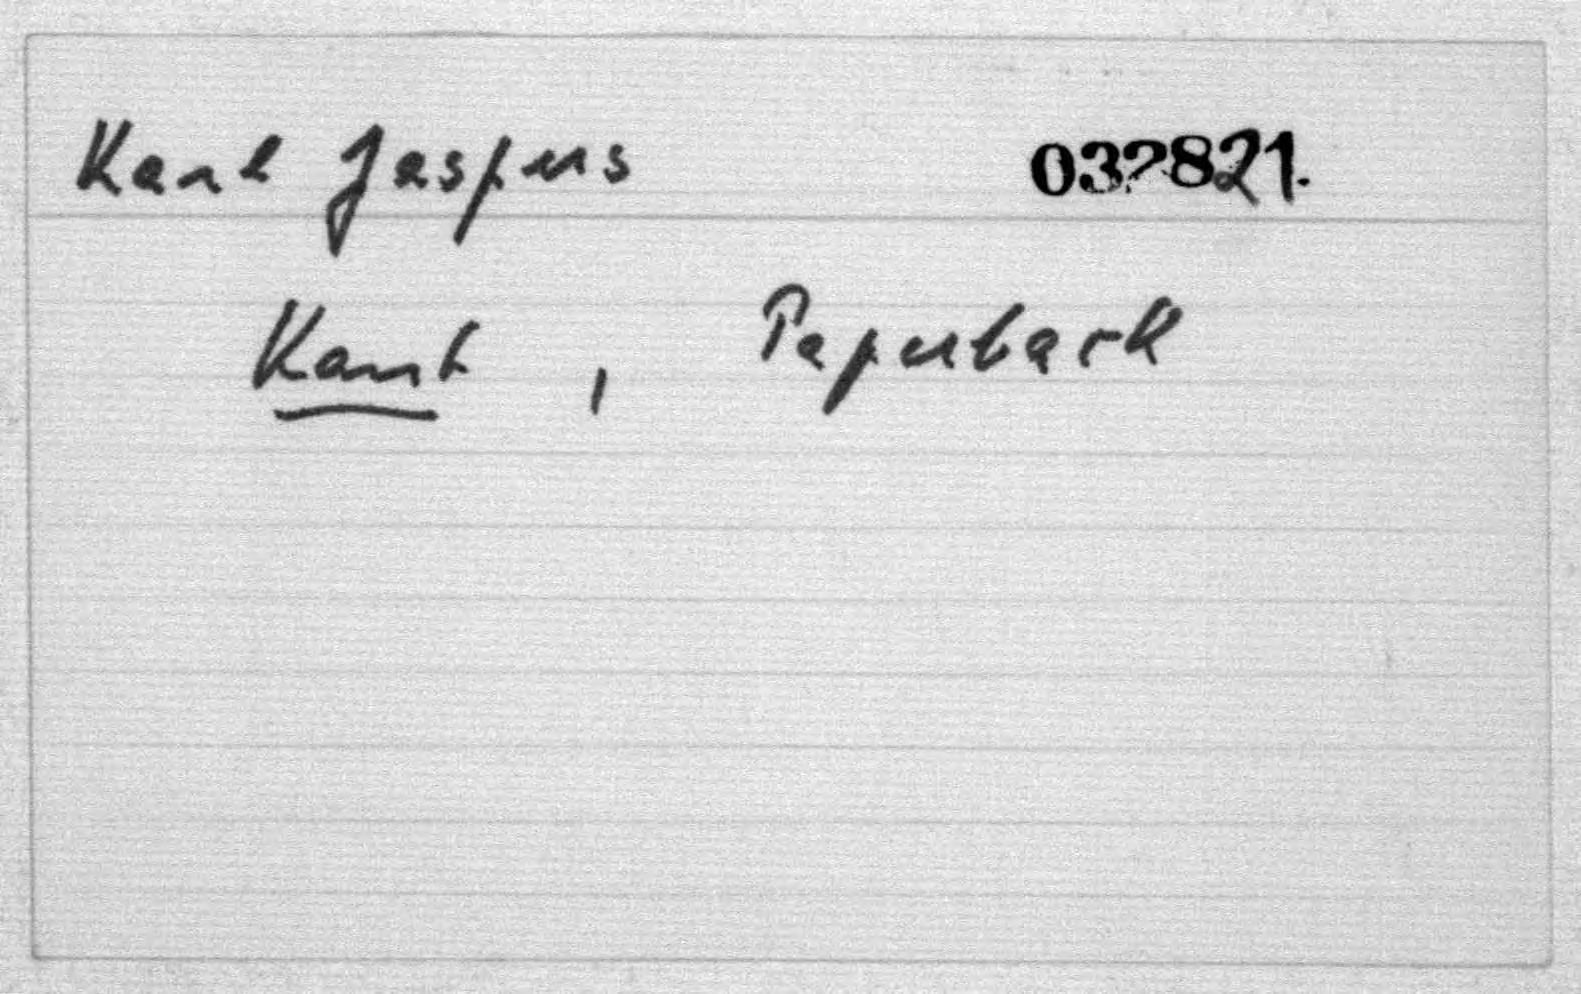 Karl Jaspers 032821.
Kant, Paperback